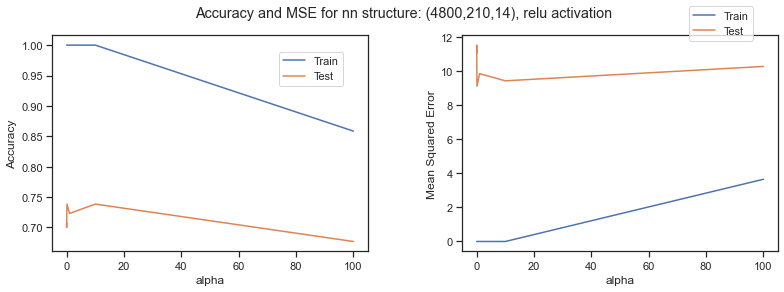 Accuracy and MSE for nn structure: (4800,210,14), relu activation
Train
Test
1.00
0.95
0.90
0.85
0.80
0.75
0.70
Accuracy
0 20 40 60 80 100
alpha
Train
Test
12
10
8
6
4
2
0
Mean Squared Error
0 20 40 60 80 100
alpha